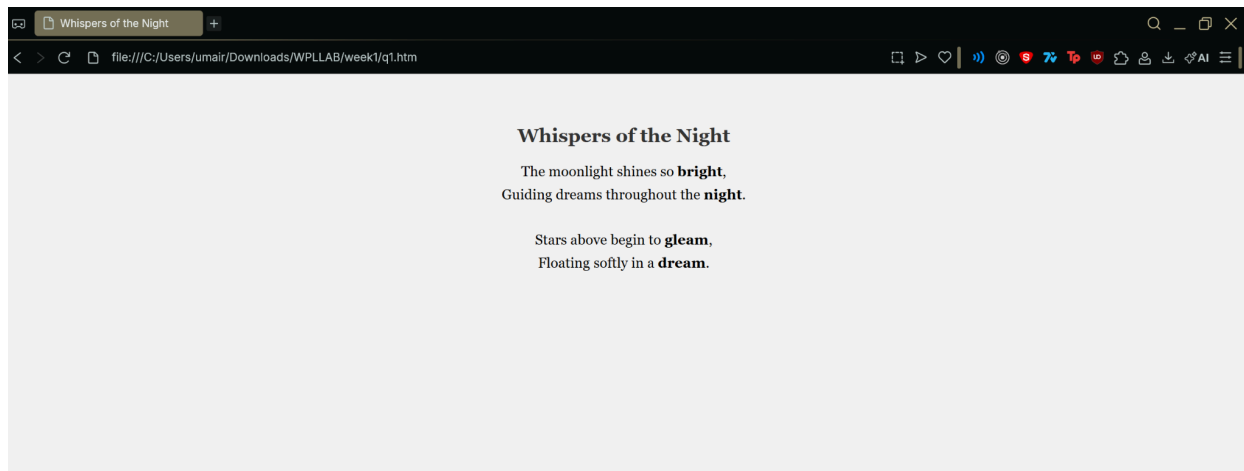 Whispers of the Night
file:///C:/Users/umair/Downloads/WPLLAB/week1/q1.htm
S
Tp
AI
Whispers of the Night
The moonlight shines so bright,
Guiding dreams throughout the night.
Stars above begin to gleam,
Floating softly in a dream.